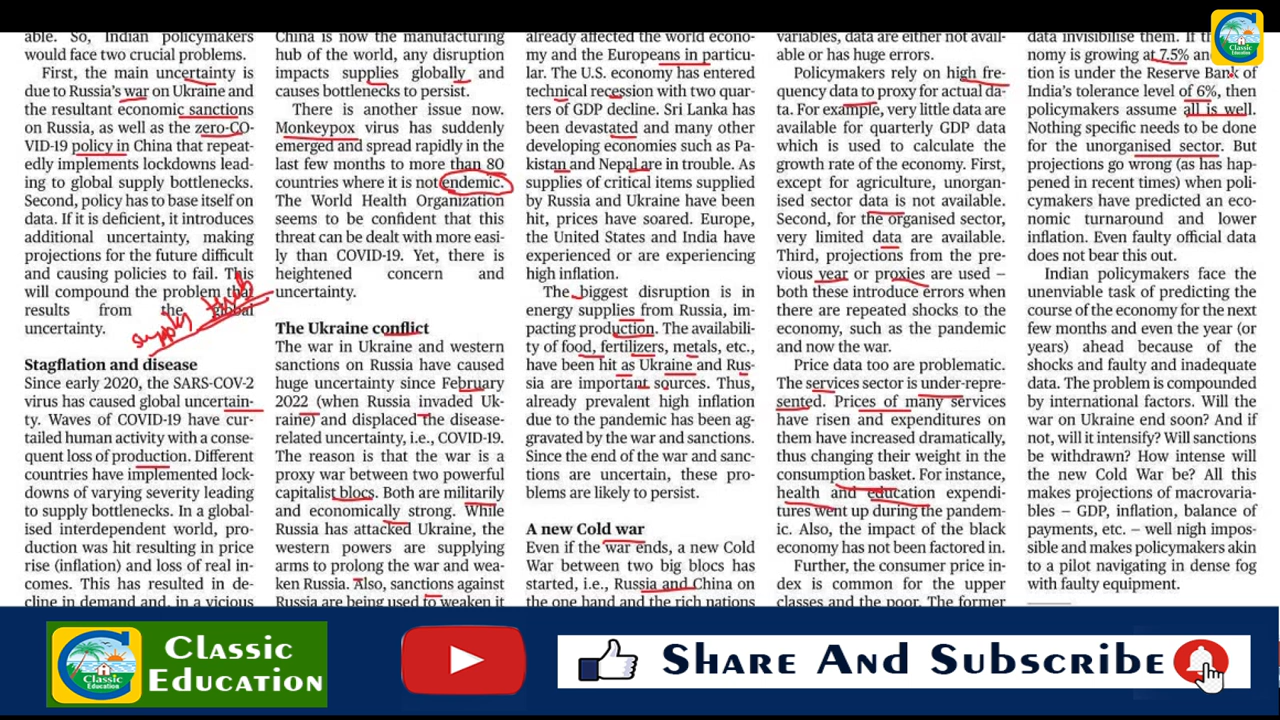 able. So, Indian policymakers
would face two crucial problems.
First, the main uncertainty is
due to Russia's war on Ukraine and
the resultant economic sanctions
on Russia, as well as the zero-CO-
VID-19 policy in China that repeat-
edly implements lockdowns lead-
ing to global supply bottlenecks.
Second, policy has to base itself on
data. If it is deficient, it introduces
additional uncertainty, making
projections for the future difficult
and causing policies to fail. This
will compound the problem that
results from the global
uncertainty.
supply
Stagflation and disease
Since early 2020, the SARS-COV-2
virus has caused global uncertain-
ty. Waves of COVID-19 have cur-
tailed human activity with a conse-
quent loss of production. Different
countries have implemented lock-
downs of varying severity leading
to supply bottlenecks. In a global-
ised interdependent world, pro-
duction was hit resulting in price
rise (inflation) and loss of real in-
comes. This has resulted in de-
cline in demand and, in a vicious
China is now the manufacturing
hub of the world, any disruption
impacts supplies globally and
causes bottlenecks to persist.
There is another issue now.
Monkeypox virus has suddenly
emerged and spread rapidly in the
last few months to more than 80
countries where it is not endemic.
The World Health Organization
seems to be confident that this
threat can be dealt with more easi-
ly than COVID-19. Yet, there is
heightened concern and
uncertainty.
The Ukraine conflict
The war in Ukraine and western
sanctions on Russia have caused
huge uncertainty since February
2022 (when Russia invaded Uk-
raine) and displaced the disease-
related uncertainty, i.e., COVID-19.
The reason is that the war is a
proxy war between two powerful
capitalist blocs. Both are militarily
and economically strong. While
Russia has attacked Ukraine, the
western powers are supplying
arms to prolong the war and wea-
ken Russia. Also, sanctions against
Russia are being used to weaken it
already affected the world econo-
my and the Europeans in particu-
lar. The U.S. economy has entered
technical recession with two quar-
ters of GDP decline. Sri Lanka has
been devastated and many other
developing economies such as Pa-
kistan and Nepal are in trouble. As
supplies of critical items supplied
by Russia and Ukraine have been
hit, prices have soared. Europe,
the United States and India have
experienced or are experiencing
high inflation.
The biggest disruption is in
energy supplies from Russia, im-
pacting production. The availabili-
ty of food, fertilizers, metals, etc.,
have been hit as Ukraine and Rus-
sia are important sources. Thus,
already prevalent high inflation
due to the pandemic has been ag-
gravated by the war and sanctions.
Since the end of the war and sanc-
tions are uncertain, these pro-
blems are likely to persist.
A new Cold war
Even if the war ends, a new Cold
War between two big blocs has
started, i.e., Russia and China on
the one hand and the rich nations
variables, data are either not avail-
able or has huge errors.
Policymakers rely on high fre-
quency data to proxy for actual da-
ta. For example, very little data are
available for quarterly GDP data
which is used to calculate the
growth rate of the economy. First,
except for agriculture, unorgan-
ised sector data is not available.
Second, for the organised sector,
very limited data are available.
Third, projections from the pre-
vious year or proxies are used —
both these introduce errors when
there are repeated shocks to the
economy, such as the pandemic
and now the war.
Price data too are problematic.
The services sector is under-repre-
sented. Prices of many services
have risen and expenditures on
them have increased dramatically,
thus changing their weight in the
consumption basket. For instance,
health and education expendi-
tures went up during the pandem-
ic. Also, the impact of the black
economy has not been factored in.
Further, the consumer price in-
dex is common for the upper
classes and the poor. The former
data invisibilise them. If the
nomy is growing at 7.5% and
tion is under the Reserve Bank of
India's tolerance level of 6%, then
policymakers assume all is well.
Nothing specific needs to be done
for the unorganised sector. But
projections go wrong (as has hap-
pened in recent times) when poli-
cymakers have predicted an eco-
nomic turnaround and lower
inflation. Even faulty official data
does not bear this out.
Indian policymakers face the
unenviable task of predicting the
course of the economy for the next
few months and even the year (or
years) ahead because of the
shocks and faulty and inadequate
data. The problem is compounded
by international factors. Will the
war on Ukraine end soon? And if
not, will it intensify? Will sanctions
be withdrawn? How intense will
the new Cold War be? All this
makes projections of macrovaria-
bles — GDP, inflation, balance of
payments, etc. — well nigh impos-
sible and makes policymakers akin
to a pilot navigating in dense fog
with faulty equipment.
Classic
Education
Classic
Education
Classic
Education
Share And Subscribe